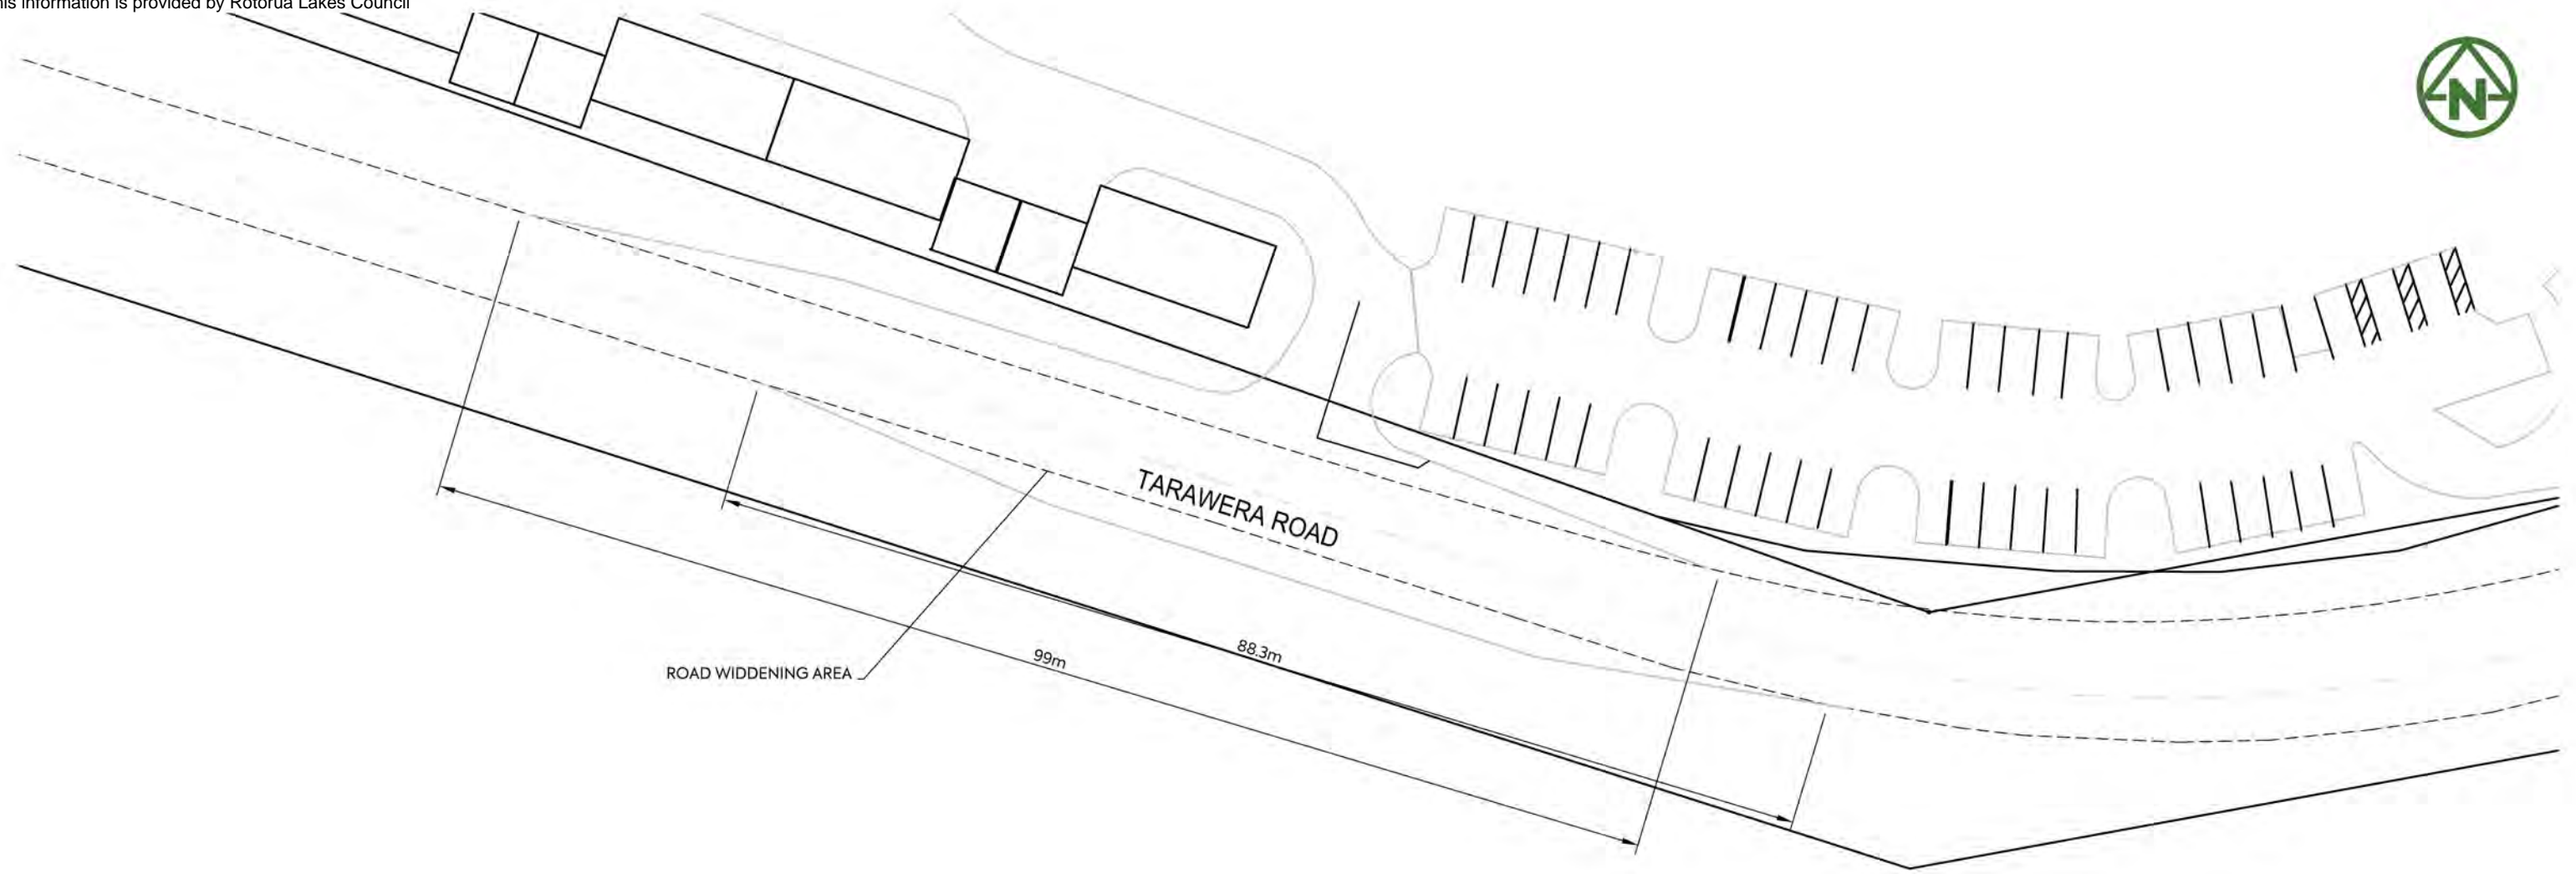 his information is provided by Rotorua Lakes Council
N
TARAWERA ROAD
88.3m
99m
ROAD WIDDENING AREA